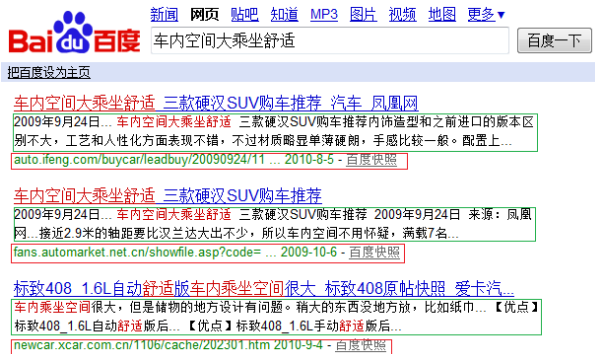 新闻 网页 贴吧 知道 MP3 图片 视频 地图 更多▼
Bai du 百度 车内空间大乘坐舒适 百度一下
把百度设为主页
车内空间大乘坐舒适 三款硬汉SUV购车推荐_汽车_凤凰网
2009年9月24日... 车内空间大乘坐舒适 三款硬汉SUV购车推荐内饰造型和之前进口的版本区
别不大，工艺和人性化方面表现不错，不过材质略显单薄硬朗，手感比较一般。配置上...
auto.ifeng.com/buycar/leadbuy/20090924/11 ... 2010-8-5 - 百度快照
车内空间大乘坐舒适 三款硬汉SUV购车推荐
2009年9月24日... 车内空间大乘坐舒适 三款硬汉SUV购车推荐 2009年9月24日 来源：凤凰
网...接近2.9米的轴距要比汉兰达大出不少，所以车内空间不用怀疑，满载7名...
fans.automarket.net.cn/showfile.asp?code= ... 2009-10-6 - 百度快照
标致408_1.6L自动舒适版车内空间很大_标致408原帖快照_爱卡汽...
车内空间很大，但是储物的地方设计有问题。稍大的东西没地方放，比如纸巾... 【优点】
标致408_1.6L自动舒适版后... 【优点】标致408_1.6L手动舒适版后...
newcar.xcar.com.cn/1106/cache/202301.htm 2010-9-4 - 百度快照